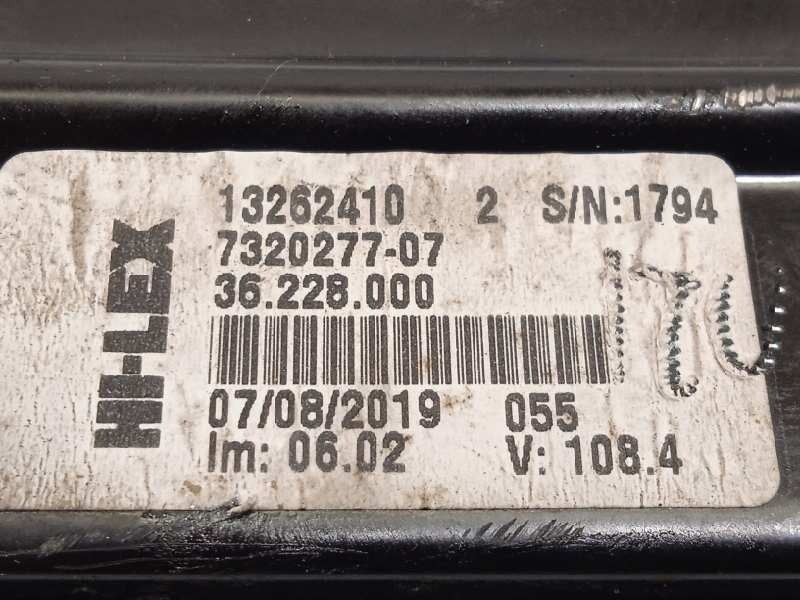 HI-LEX
13262410 2 S/N:1794
7320277-07
36.228.000
07/08/2019 055
Im: 06.02 V: 108.4